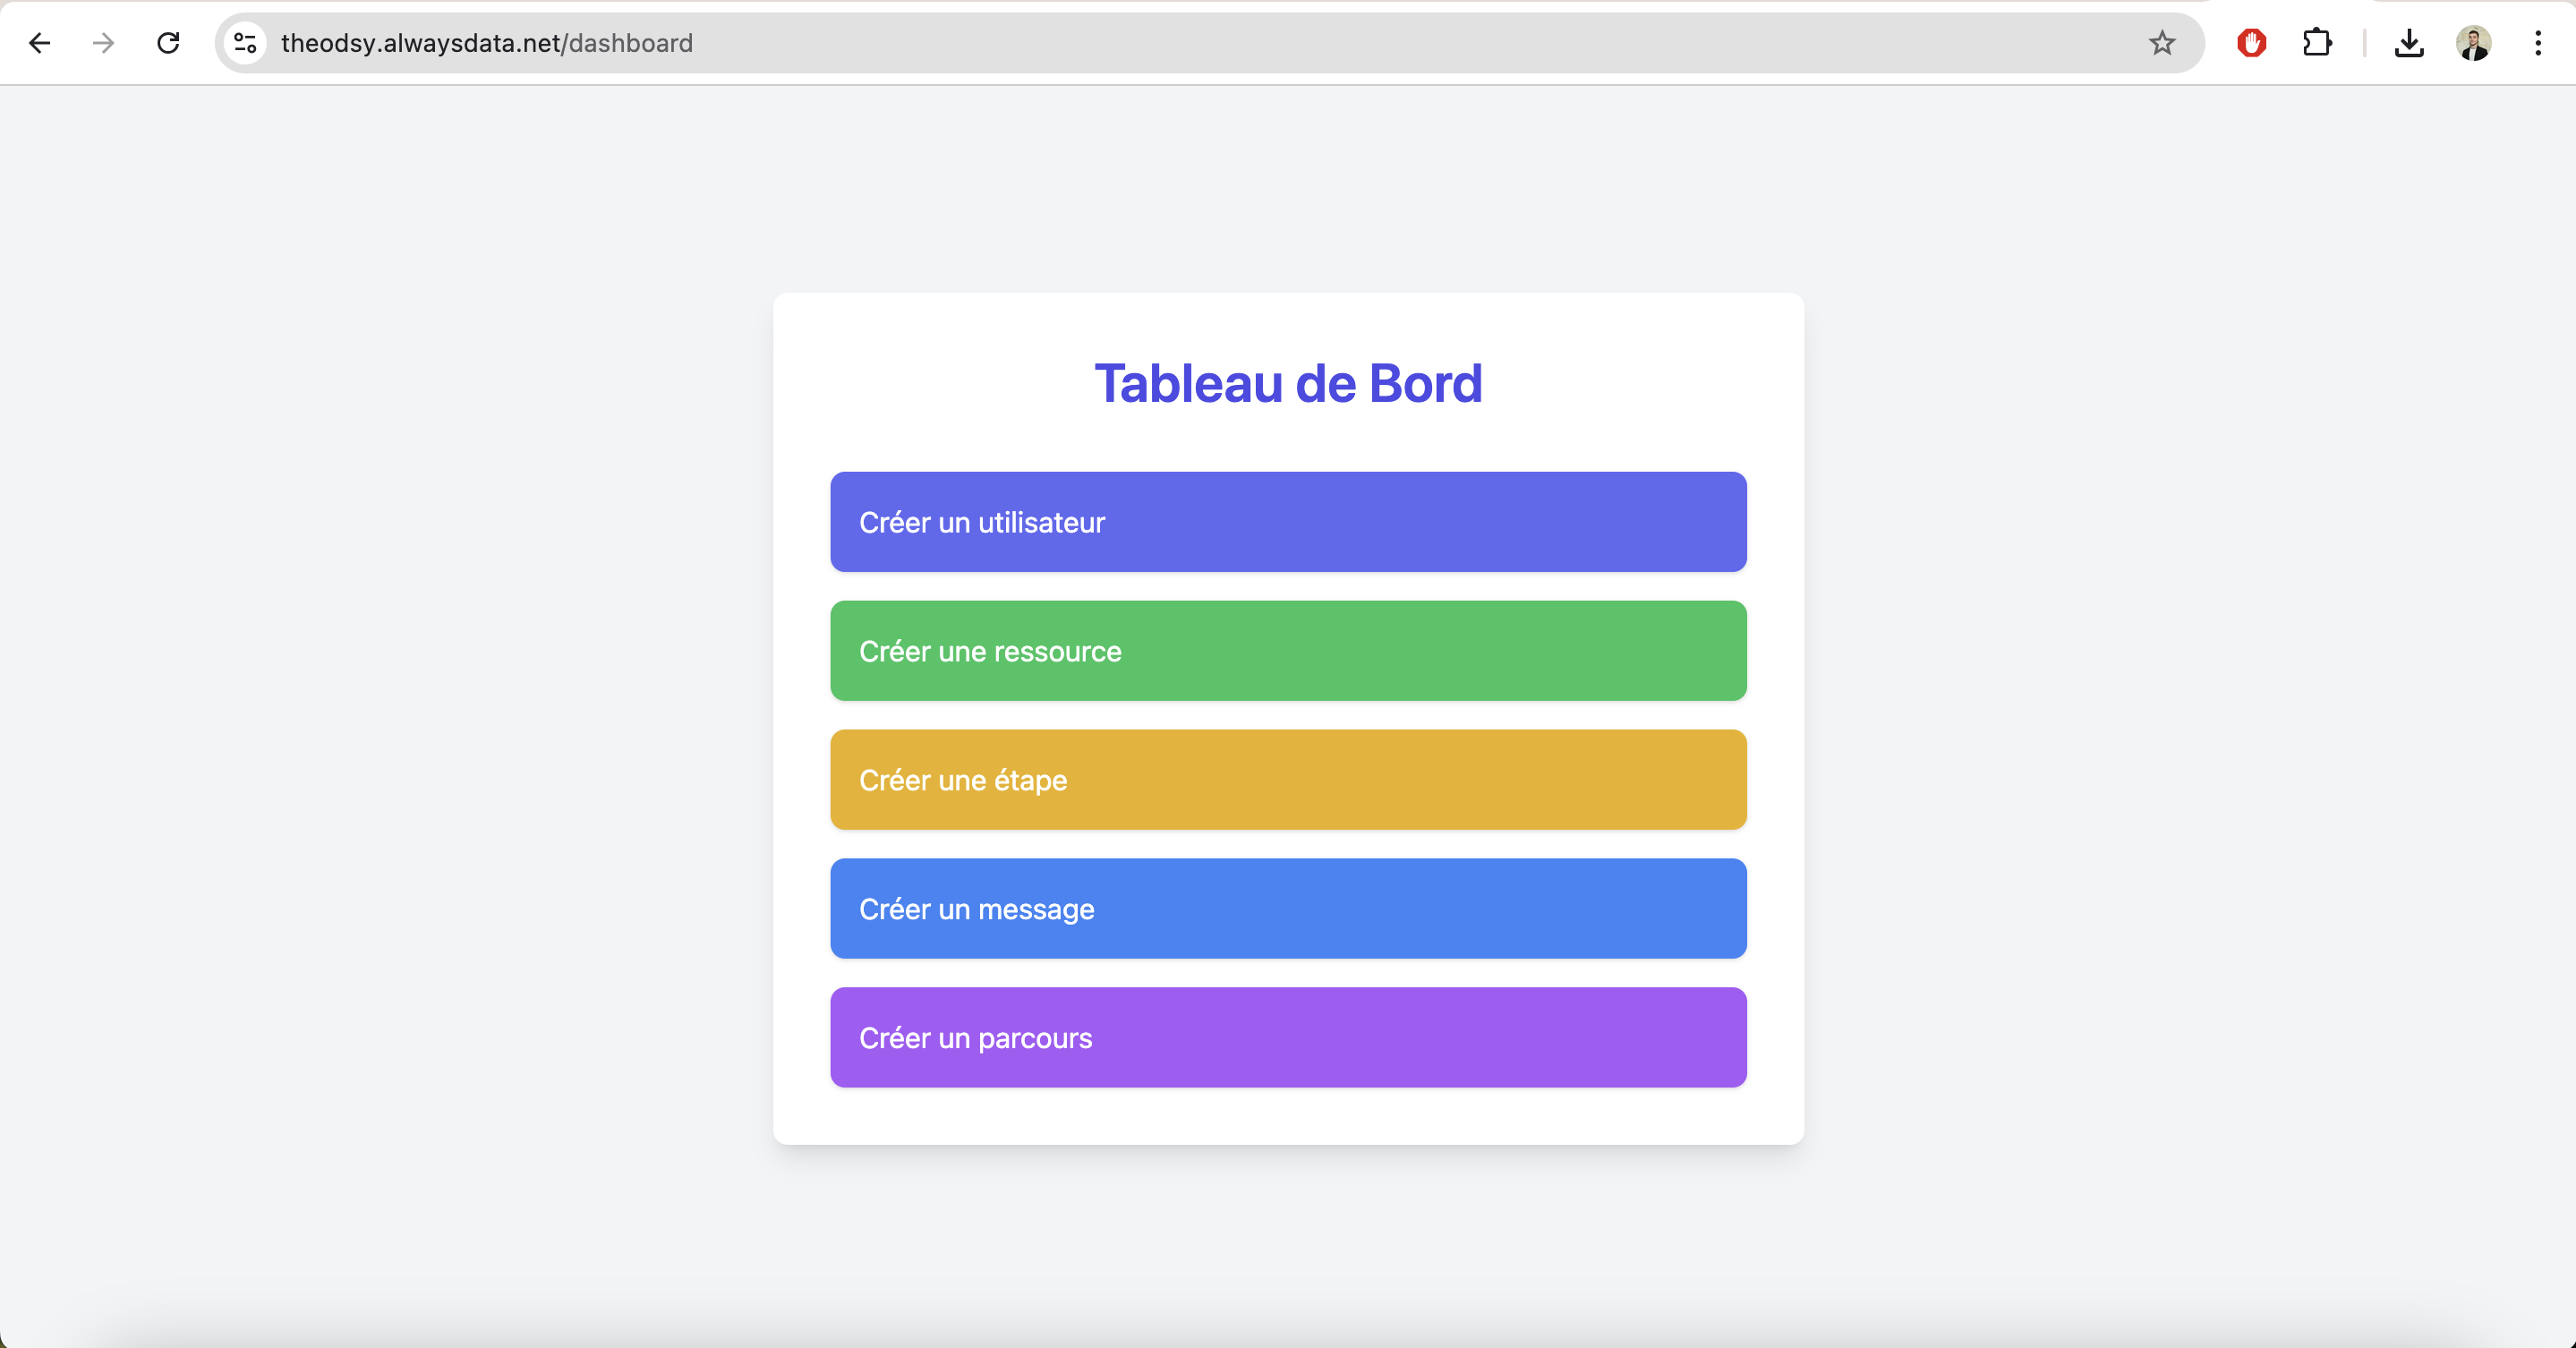 theodsy.alwaysdata.net/dashboard
Tableau de Bord
Créer un utilisateur
Créer une ressource
Créer une étape
Créer un message
Créer un parcours